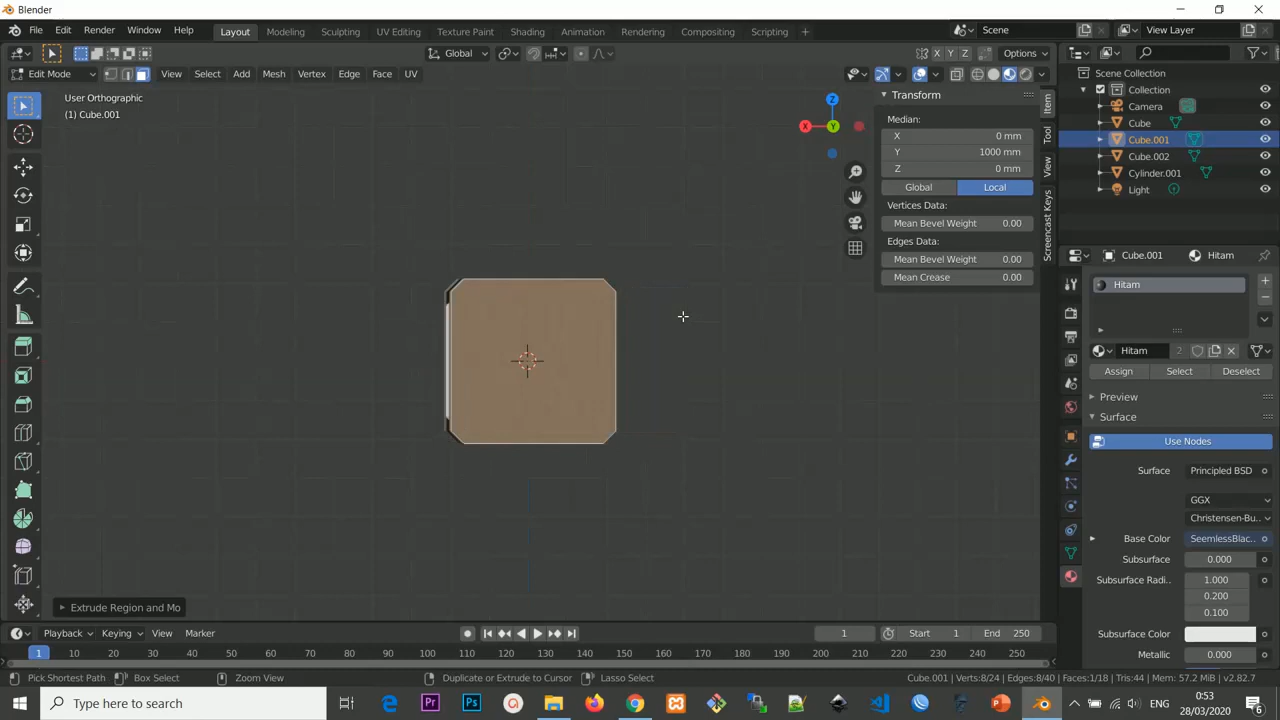 Blender
File Edit Render Window Help Layout Modeling Sculpting UV Editing Texture Paint Shading Animation Rendering Compositing Scripting + Scene View Layer
Global X Y Z Options
Edit Mode View Select Add Mesh Vertex Edge Face UV
User Orthographic
(1) Cube.001
Z
X
Y
Transform
Median:
X 0 mm
Y 1000 mm
Z 0 mm
Global Local
Vertices Data:
Mean Bevel Weight 0.00
Edges Data:
Mean Bevel Weight 0.00
Mean Crease 0.00
Item
Tool
View
Screencast Keys
Scene Collection
Collection
Camera
Cube
Cube.001
Cube.002
Cylinder.001
Light
Cube.001 Hitam
Hitam
Hitam 2
Assign Select Deselect
Preview
Surface
Use Nodes
Surface Principled BSD
GGX
Christensen-Bu..
Base Color SeemlessBlac..
Subsurface 0.000
Subsurface Radi.. 1.000
0.200
0.100
Subsurface Color
Metallic 0.000
Extrude Region and Mo
Playback Keying View Marker 1 Start 1 End 250
1 10 20 30 40 50 60 70 80 90 100 110 120 130 140 150 160 170 180 190 200 210 220 230 240 250
Pick Shortest Path Box Select Zoom View Duplicate or Extrude to Cursor Lasso Select Cube.001 | Verts:8/24 | Edges:8/40 | Faces:1/18 | Tris:44 | Mem: 57.2 MiB | v2.82.7
Type here to search
ENG
0:53
28/03/2020
6